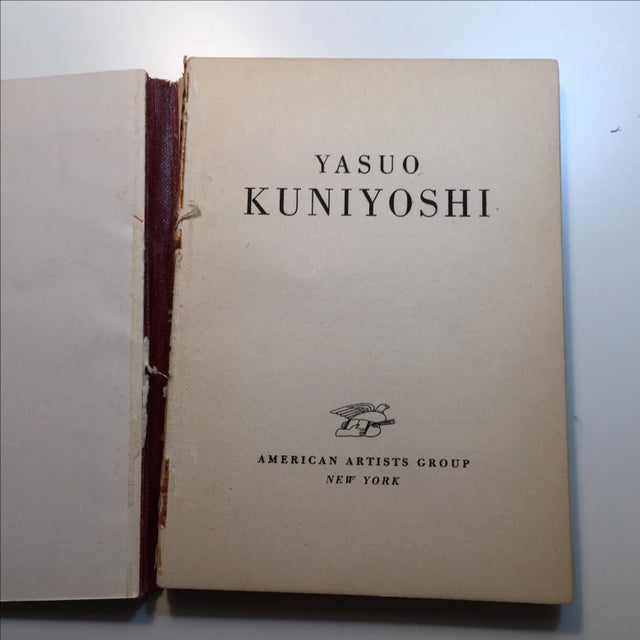 YASUO
KUNIYOSHI
AMERICAN ARTISTS GROUP
NEW YORK